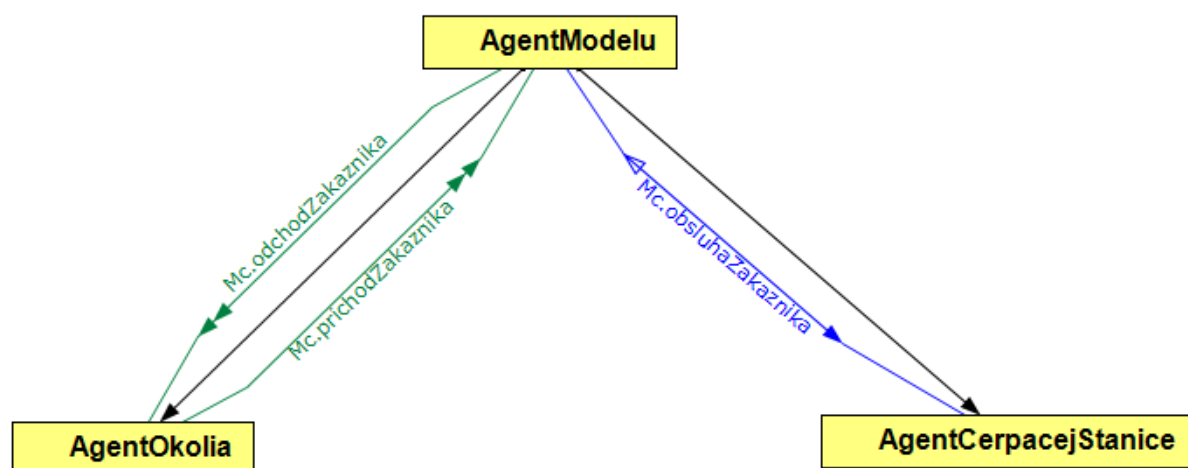 AgentModelu
Mc.odchodZakaznika
Mc.prichodZakaznika
Mc.obsluhaZakaznika
AgentOkolia
AgentCerpacejStanice